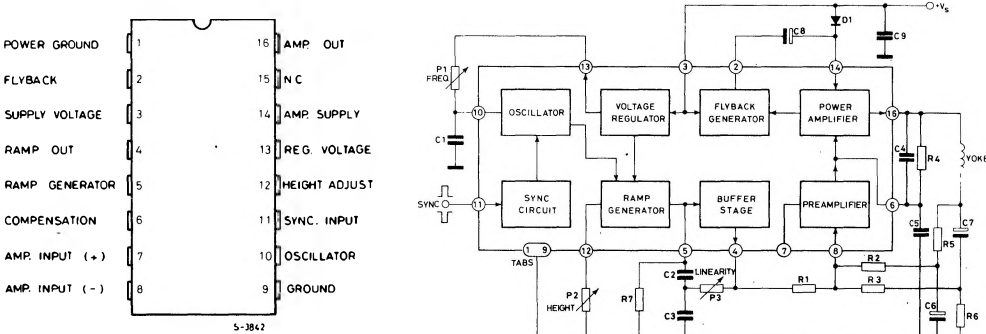 POWER GROUND 1 16 AMP. OUT
FLYBACK 2 15 N C
SUPPLY VOLTAGE 3 14 AMP. SUPPLY
RAMP OUT 4 13 REG. VOLTAGE
RAMP GENERATOR 5 12 HEIGHT ADJUST
COMPENSATION 6 11 SYNC. INPUT
AMP. INPUT (+) 7 10 OSCILLATOR
AMP. INPUT (-) 8 9 GROUND
S-3842
+Vs
D1
C8
C9
P1
FREQ.
13
3
2
14
10
OSCILLATOR
VOLTAGE
REGULATOR
FLYBACK
GENERATOR
POWER
AMPLIFIER
16
C1
C4
R4
YOKE
SYNC
11
SYNC
CIRCUIT
RAMP
GENERATOR
BUFFER
STAGE
PREAMPLIFIER
6
C5
C7
R5
1 9
TABS
12
5
4
7
8
C2
LINEARITY
P3
R1
R2
R3
P2
HEIGHT
R7
C3
C6
R6